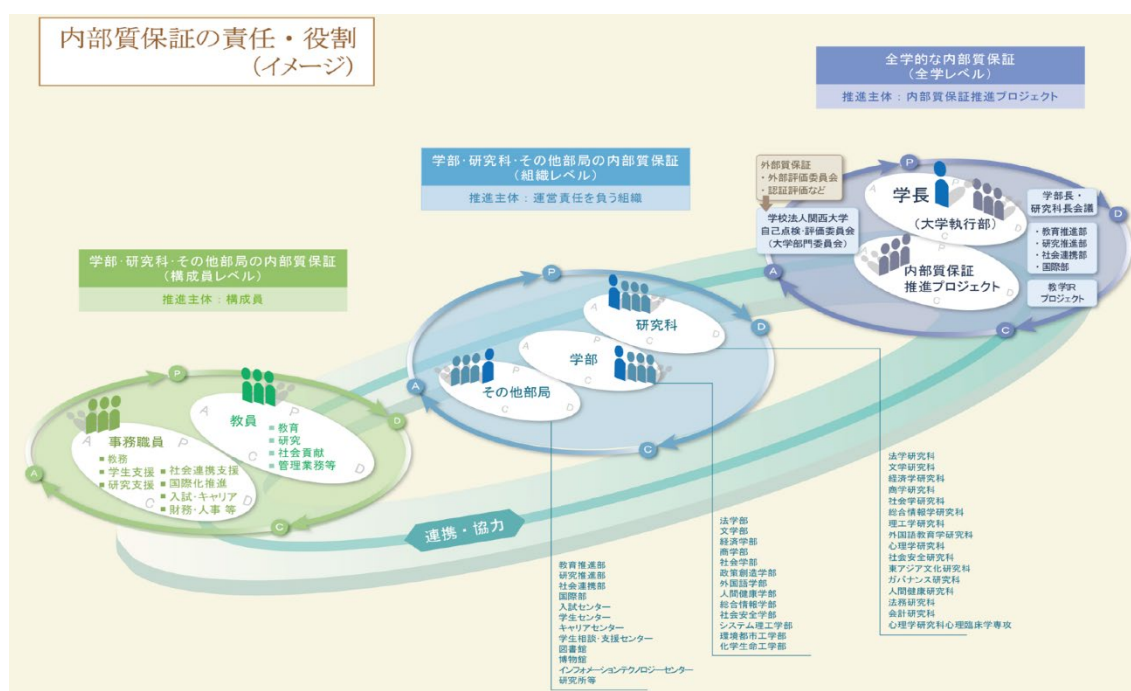 内部質保証の責任・役割
（イメージ）
全学的な内部質保証
（全学レベル）
推進主体：内部質保証推進プロジェクト
学部・研究科・その他部局の内部質保証
（組織レベル）
推進主体：運営責任を負う組織
学部・研究科・その他部局の内部質保証
（構成員レベル）
推進主体：構成員
P
D
C
A
外部質保証
・外部評価委員会
・認証評価など
学校法人関西大学
自己点検・評価委員会
（大学部門委員会）
学長
（大学執行部）
A
P
C
D
内部質保証
推進プロジェクト
A
P
C
D
学部長・
研究科長会議
・教育推進部
・研究推進部
・社会連携部
・国際部
教学IR
プロジェクト
P
D
C
A
研究科
A
P
C
D
学部
A
P
C
D
その他部局
A
P
C
D
P
D
C
A
教員
A
P
C
D
■ 教育
■ 研究
■ 社会貢献
■ 管理業務等
事務職員
A
P
C
D
■ 教務
■ 学生支援
■ 研究支援
■ 社会連携支援
■ 国際化推進
■ 入試・キャリア
■ 財務・人事 等
連携・協力
教育推進部
研究推進部
社会連携部
国際部
入試センター
学生センター
キャリアセンター
学生相談・支援センター
図書館
博物館
インフォメーションテクノロジーセンター
研究所等
法学部
文学部
経済学部
商学部
社会学部
政策創造学部
外国語学部
人間健康学部
総合情報学部
社会安全学部
システム理工学部
環境都市工学部
化学生命工学部
法学研究科
文学研究科
経済学研究科
商学研究科
社会学研究科
総合情報学研究科
理工学研究科
外国語教育学研究科
心理学研究科
社会安全研究科
東アジア文化研究科
ガバナンス研究科
人間健康研究科
法務研究科
会計研究科
心理学研究科心理臨床学専攻